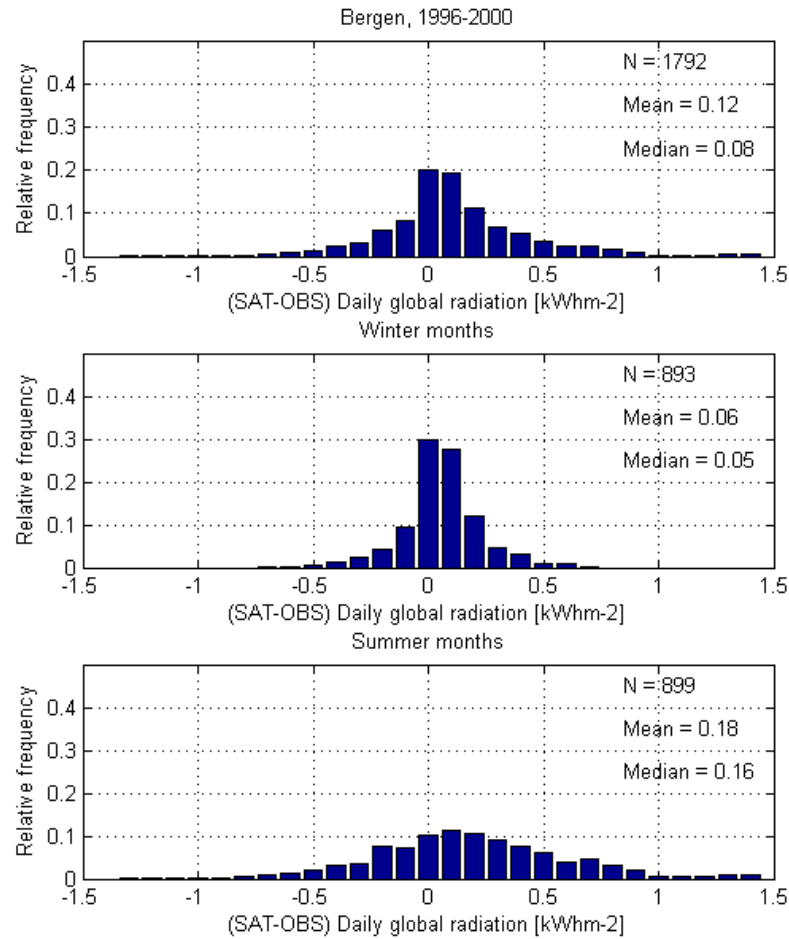 Bergen, 1996-2000
N = 1792
Mean = 0.12
Median = 0.08
Relative frequency
0.4
0.3
0.2
0.1
0
-1.5 -1 -0.5 0 0.5 1 1.5
(SAT-OBS) Daily global radiation [kWhm-2]
Winter months
N = 893
Mean = 0.06
Median = 0.05
Relative frequency
0.4
0.3
0.2
0.1
0
-1.5 -1 -0.5 0 0.5 1 1.5
(SAT-OBS) Daily global radiation [kWhm-2]
Summer months
N = 899
Mean = 0.18
Median = 0.16
Relative frequency
0.4
0.3
0.2
0.1
0
-1.5 -1 -0.5 0 0.5 1 1.5
(SAT-OBS) Daily global radiation [kWhm-2]